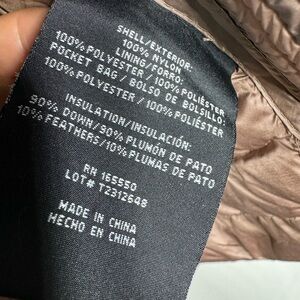 SHELL/EXTERIOR:
100% NYLON
LINING/FORRO:
100% POLYESTER / 100% POLIÉSTER
POCKET BAG / BOLSO DE BOLSILLO:
100% POLYESTER / 100% POLIÉSTER
INSULATION/INSULACIÓN:
90% DOWN/90% PLUMÓN DE PATO
10% FEATHERS/10% PLUMAS DE PATO
RN 165550
LOT# T2312648
MADE IN CHINA
HECHO EN CHINA